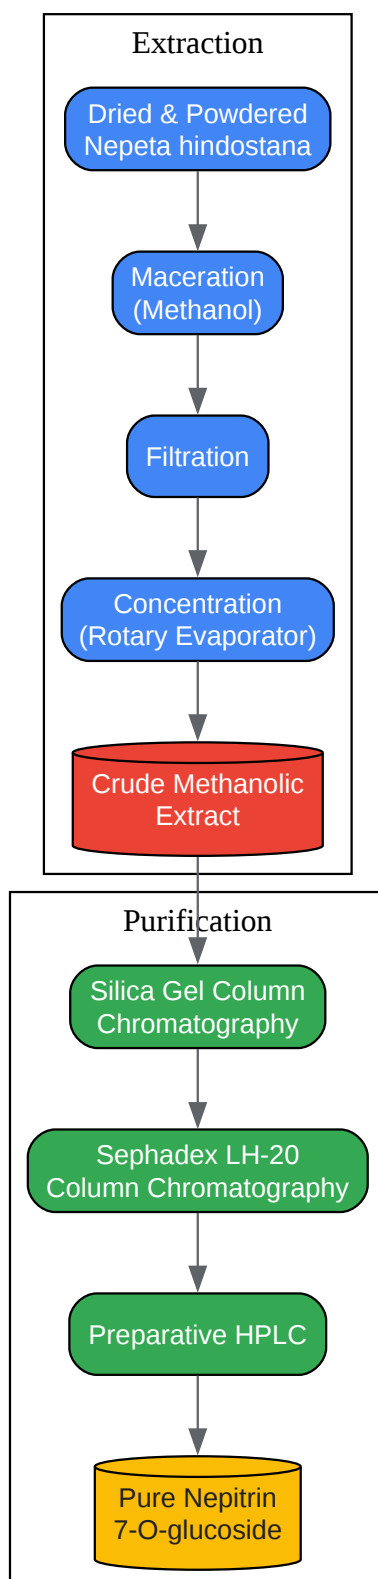 Extraction
Dried & Powdered
Nepeta hindostana
Maceration
(Methanol)
Filtration
Concentration
(Rotary Evaporator)
Crude Methanolic
Extract
Purification
Silica Gel Column
Chromatography
Sephadex LH-20
Column Chromatography
Preparative HPLC
Pure Nepitrin
7-O-glucoside